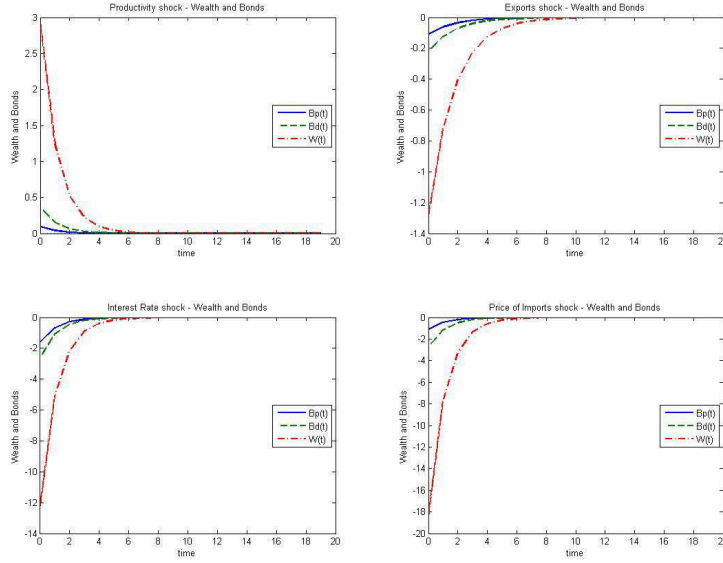 Productivity shock - Wealth and Bonds
Wealth and Bonds
3
2.5
2
1.5
1
0.5
0
0 2 4 6 8 10 12 14 16 18 20
time
Bp(t)
Bd(t)
W(t)
Exports shock - Wealth and Bonds
Wealth and Bonds
0
-0.2
-0.4
-0.6
-0.8
-1
-1.2
-1.4
0 2 4 6 8 10 12 14 16 18 20
time
Bp(t)
Bd(t)
W(t)
Interest Rate shock - Wealth and Bonds
Wealth and Bonds
0
-2
-4
-6
-8
-10
-12
-14
0 2 4 6 8 10 12 14 16 18 20
time
Bp(t)
Bd(t)
W(t)
Price of Imports shock - Wealth and Bonds
Wealth and Bonds
0
-2
-4
-6
-8
-10
-12
-14
-16
-18
-20
0 2 4 6 8 10 12 14 16 18 20
time
Bp(t)
Bd(t)
W(t)